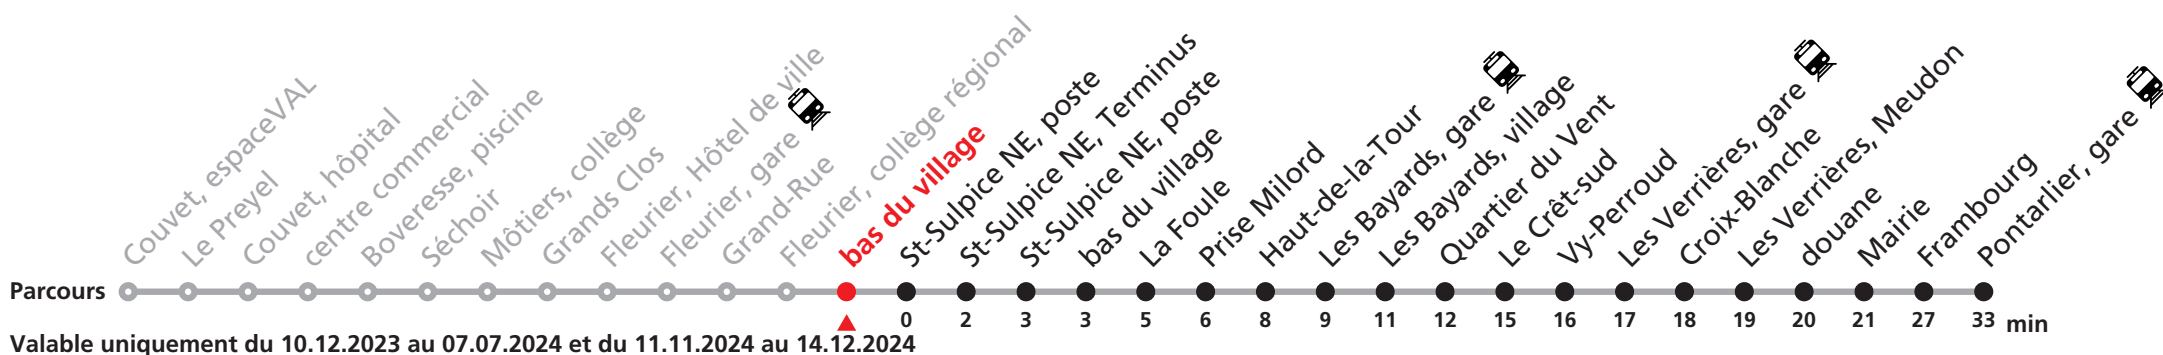 Couvet, espaceVAL
Le Preyel
Couvet, hôpital
centre commercial
Boveresse, piscine
Séchoir
Môtiers, collège
Grands Clos
Fleurier, Hôtel de ville
Fleurier, gare
Grand-Rue
Fleurier, collège régional
bas du village
St-Sulpice NE, poste
St-Sulpice NE, Terminus
St-Sulpice NE, poste
bas du village
La Foule
Prise Milord
Haut-de-la-Tour
Les Bayards, gare
Les Bayards, village
Quartier du Vent
Le Crêt-sud
Vy-Perroud
Les Verrières, gare
Croix-Blanche
Les Verrières, Meudon
douane
Mairie
Frambourg
Pontarlier, gare
Parcours
0 2 3 3 5 6 8 9 11 12 15 16 17 18 19 20 21 27 33 min
Valable uniquement du 10.12.2023 au 07.07.2024 et du 11.11.2024 au 14.12.2024